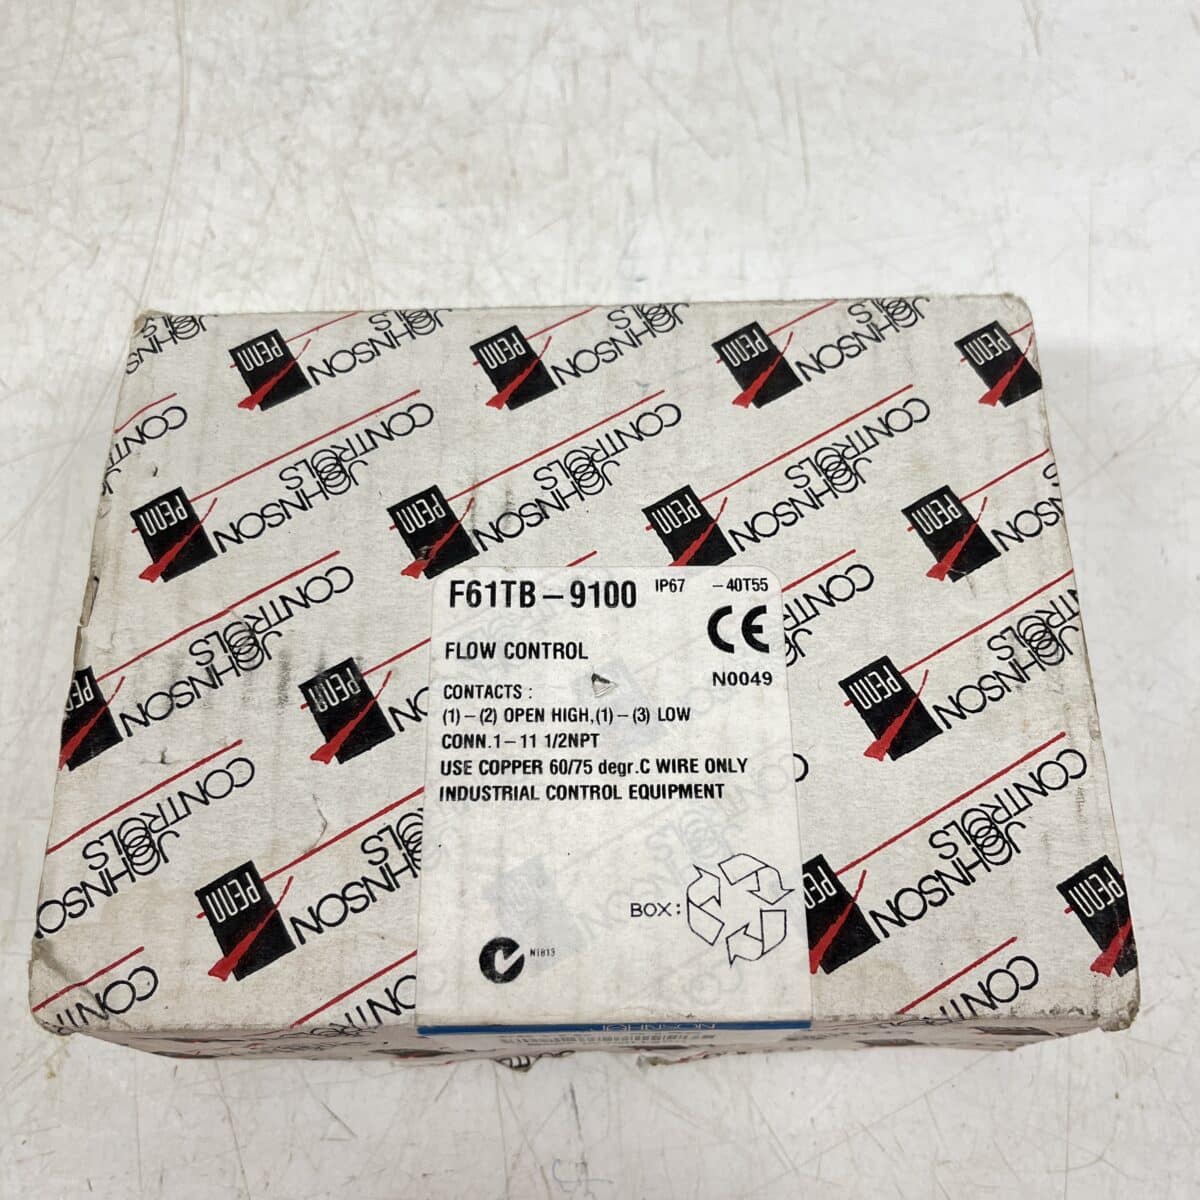 PENN
JOHNSON
CONTROLS
F61TB-9100 IP67 -40T55
CE
FLOW CONTROL
N0049
CONTACTS :
(1)-(2) OPEN HIGH,(1)-(3) LOW
CONN.1-11 1/2NPT
USE COPPER 60/75 degr.C WIRE ONLY
INDUSTRIAL CONTROL EQUIPMENT
BOX:
N1813
JOHNSON